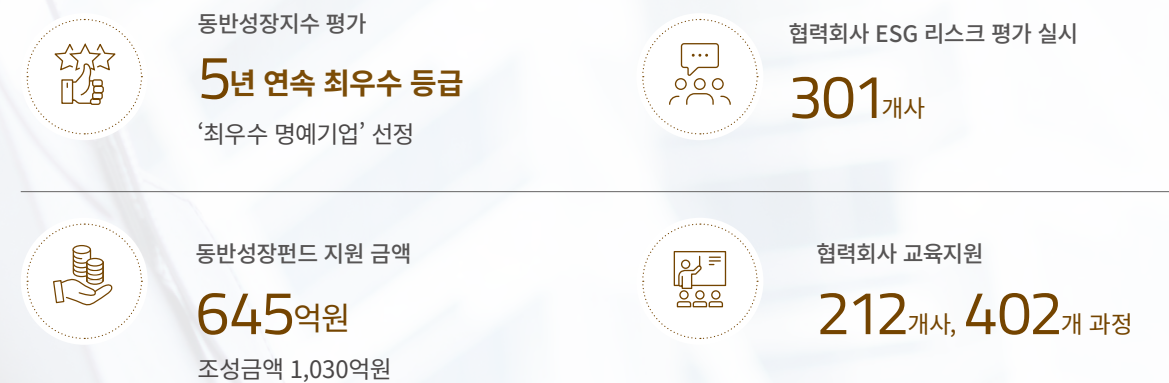 동반성장지수 평가
5년 연속 최우수 등급
‘최우수 명예기업’ 선정
협력회사 ESG 리스크 평가 실시
301개사
동반성장펀드 지원 금액
645억원
조성금액 1,030억원
협력회사 교육지원
212개사, 402개 과정